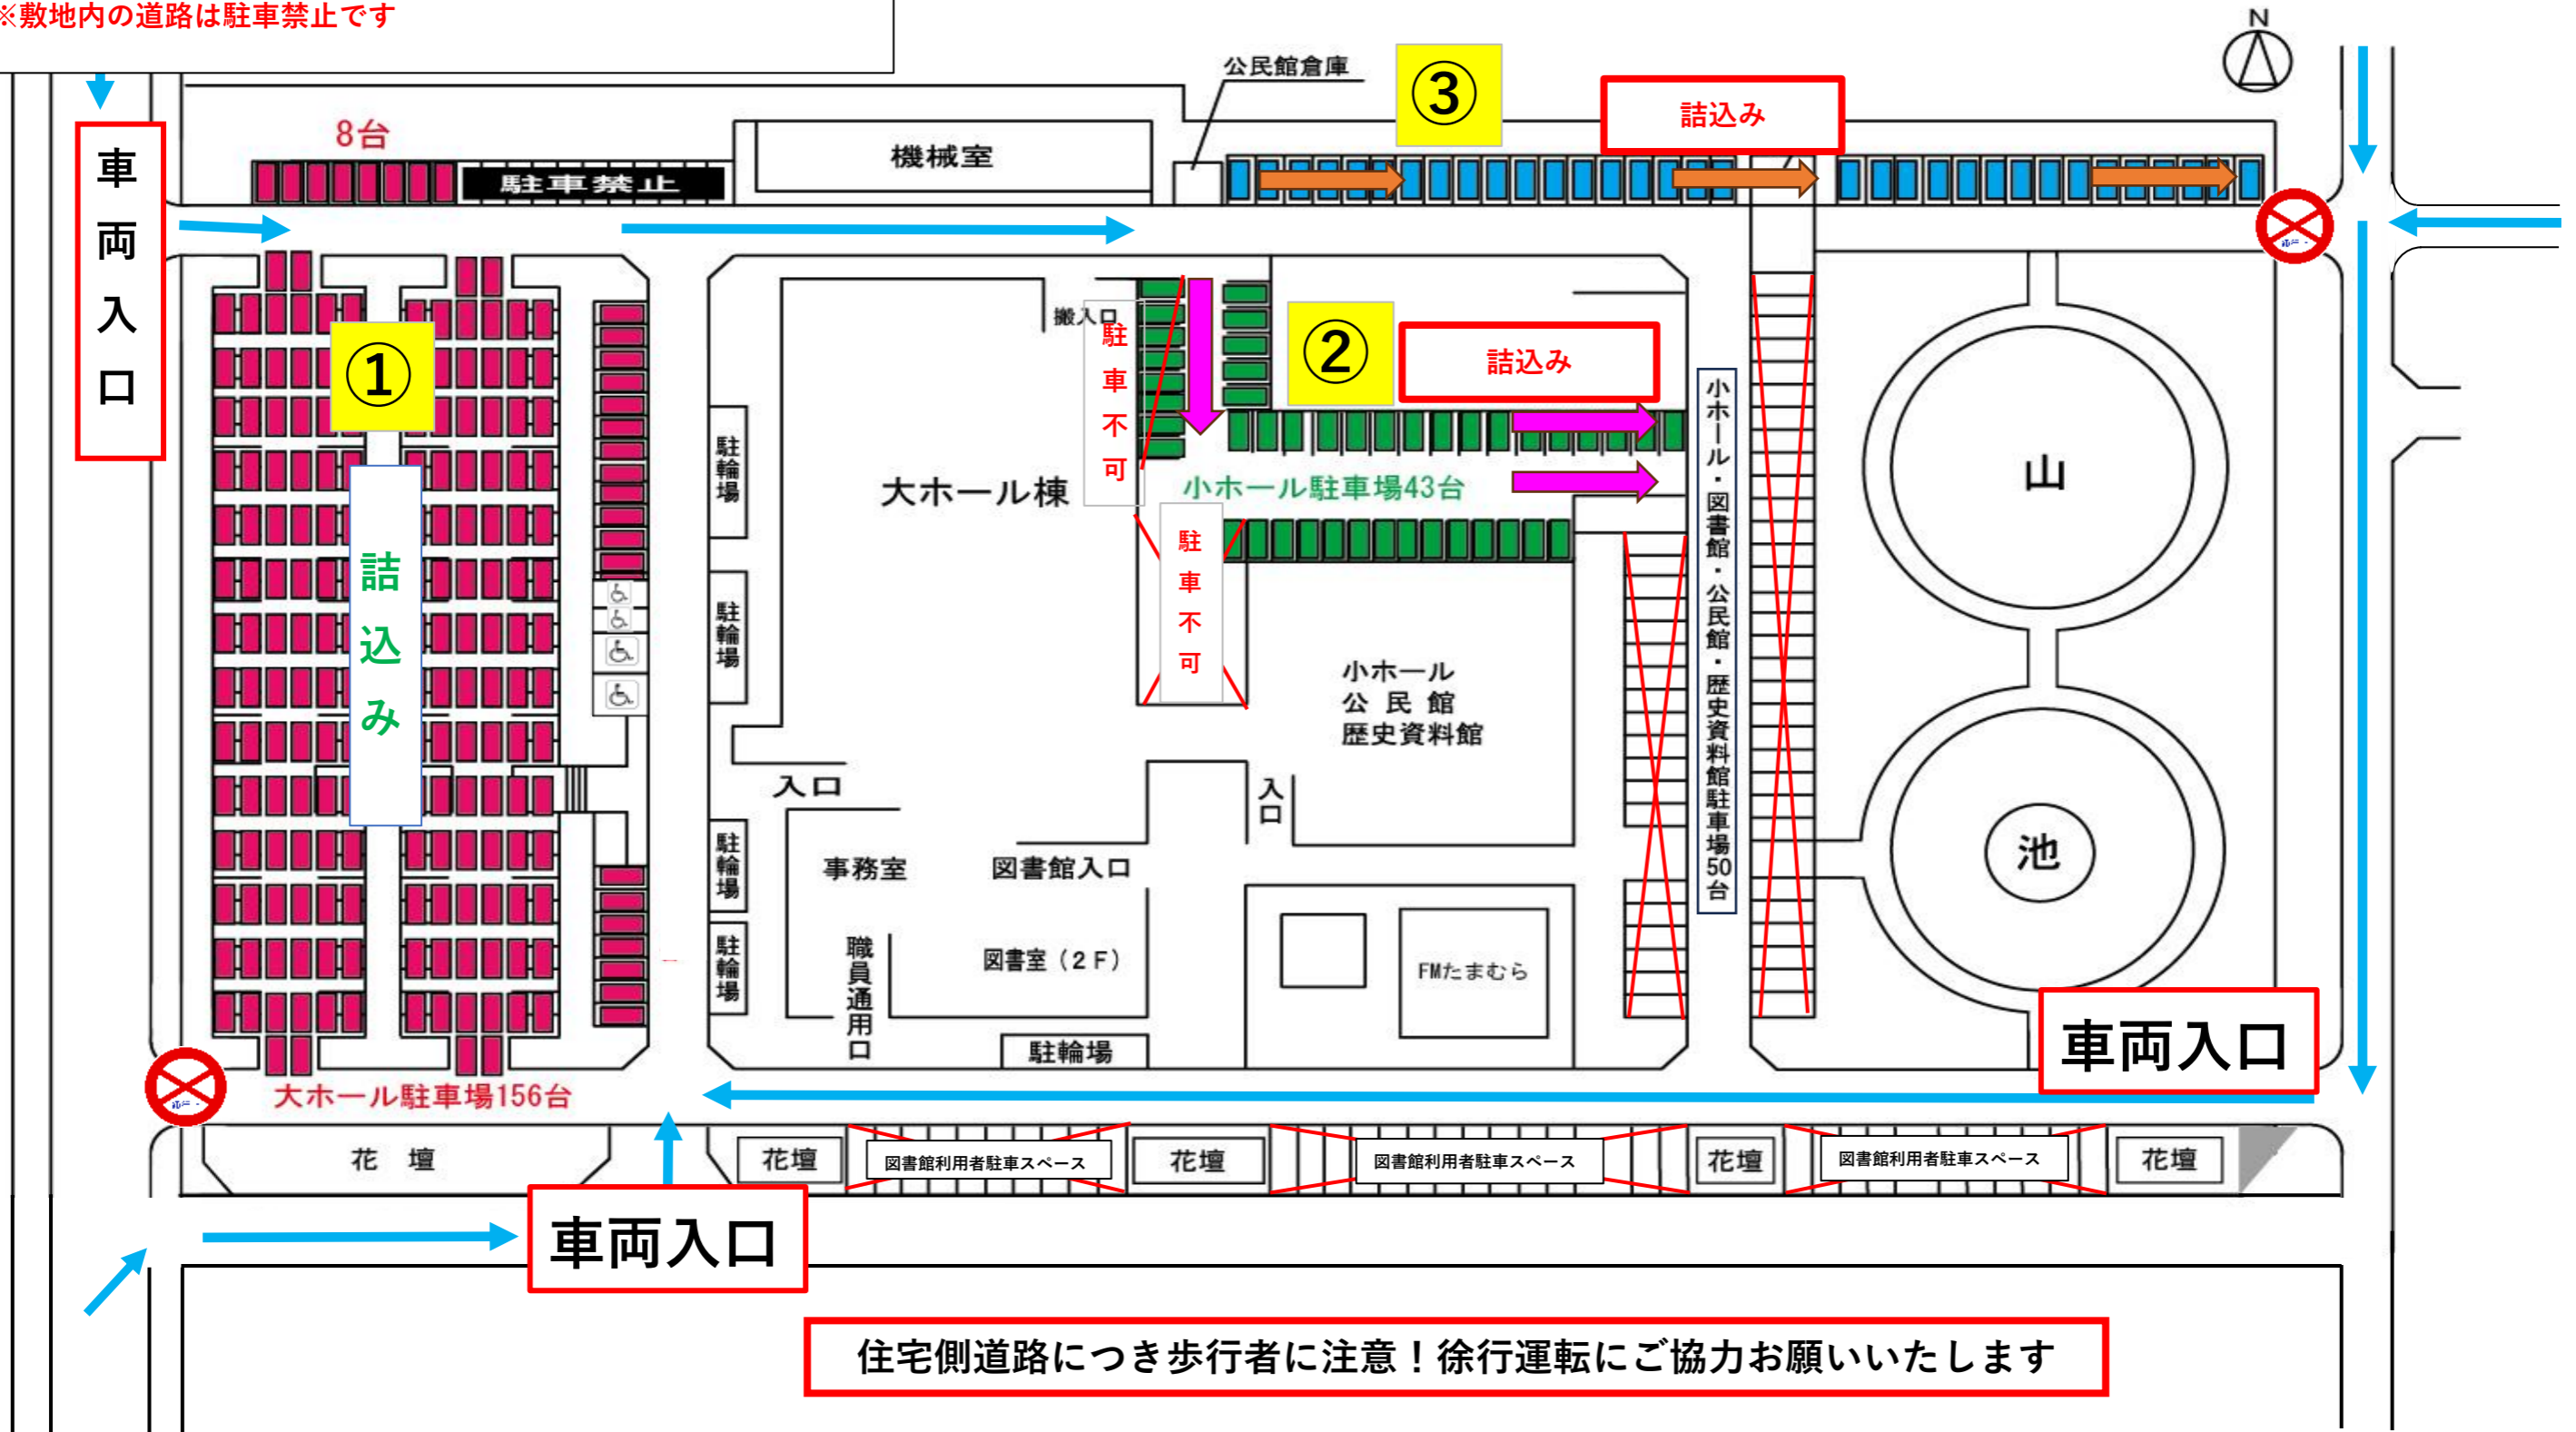 ※敷地内の道路は駐車禁止です
N
公民館倉庫
③
詰込み
車両入口
8台
駐車禁止
機械室
①
詰込み
搬入口
駐車不可
②
詰込み
駐輪場
大ホール棟
小ホール駐車場43台
駐車不可
小ホール・図書館・公民館・歴史資料館駐車場50台
山
駐輪場
小ホール
公民館
歴史資料館
入口
入口
駐輪場
事務室
図書館入口
池
駐輪場
職員通用口
図書室(2F)
FMたまむら
駐輪場
車両入口
大ホール駐車場156台
花壇
花壇
図書館利用者駐車スペース
花壇
図書館利用者駐車スペース
花壇
図書館利用者駐車スペース
花壇
車両入口
住宅側道路につき歩行者に注意！徐行運転にご協力お願いいたします